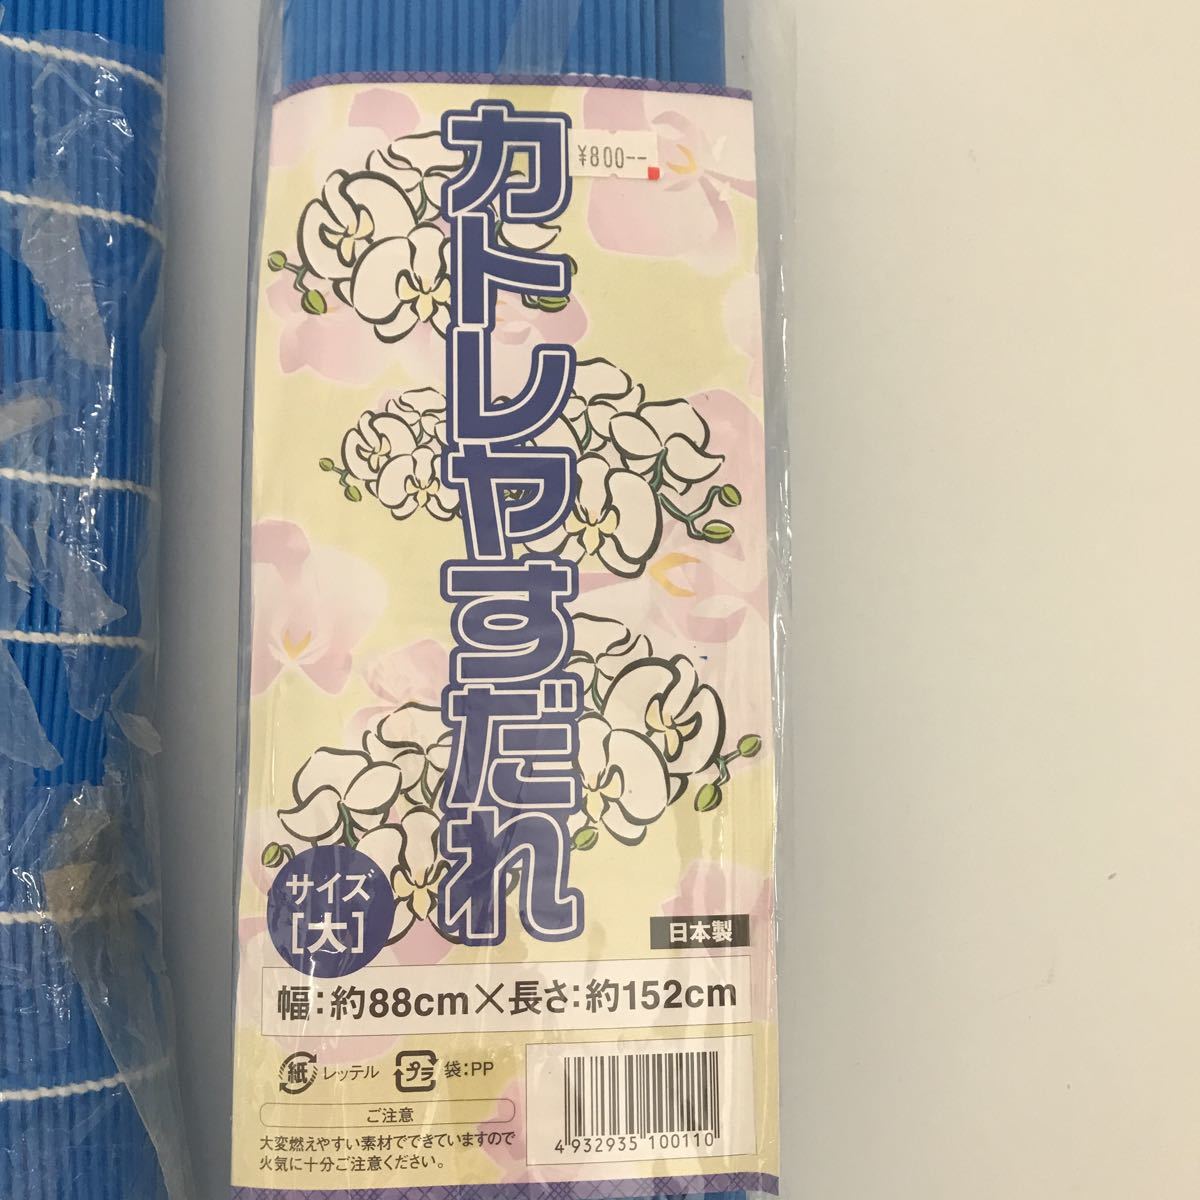 ¥800--
カトレヤすだれ
サイズ
[大]
日本製
幅:約88cm×長さ:約152cm
紙 レッテル プラ 袋:PP
ご注意
大変燃えやすい素材でできていますので
火気に十分ご注意ください。
4 932935 100110